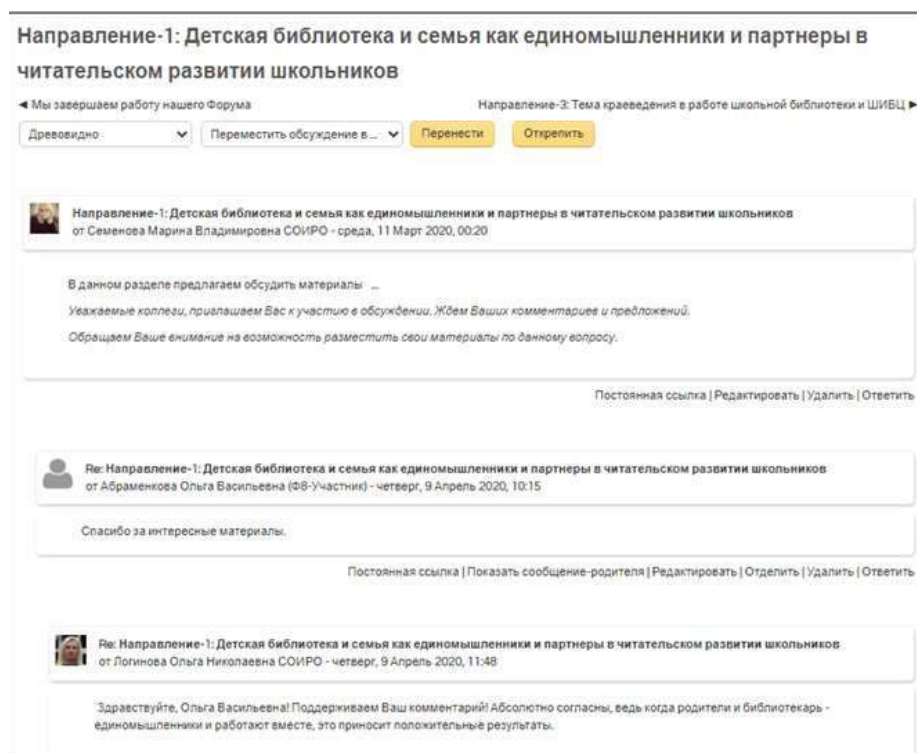 Направление-1: Детская библиотека и семья как единомышленники и партнеры в
читательском развитии школьников
◄ Мы завершаем работу нашего Форума
Направление-3: Тема краеведения в работе школьной библиотеки и ШИБЦ ►
Древовидно
Переместить обсуждение в ...
Перенести
Открепить
Направление-1: Детская библиотека и семья как единомышленники и партнеры в читательском развитии школьников
от Семенова Марина Владимировна СОИРО - среда, 11 Март 2020, 00:20
В данном разделе предлагаем обсудить материалы ...
Уважаемые коллеги, приглашаем Вас к участию в обсуждении. Ждем Ваших комментариев и предложений.
Обращаем Ваше внимание на возможность разместить свои материалы по данному вопросу.
Постоянная ссылка | Редактировать | Удалить | Ответить
Re: Направление-1: Детская библиотека и семья как единомышленники и партнеры в читательском развитии школьников
от Абраменкова Ольга Васильевна (Ф8-Участник) - четверг, 9 Апрель 2020, 10:15
Спасибо за интересные материалы.
Постоянная ссылка | Показать сообщение-родителя | Редактировать | Отделить | Удалить | Ответить
Re: Направление-1: Детская библиотека и семья как единомышленники и партнеры в читательском развитии школьников
от Логинова Ольга Николаевна СОИРО - четверг, 9 Апрель 2020, 11:48
Здравствуйте, Ольга Васильевна! Поддерживаем Ваш комментарий! Абсолютно согласны, ведь когда родители и библиотекарь -
единомышленники и работают вместе, это приносит положительные результаты.